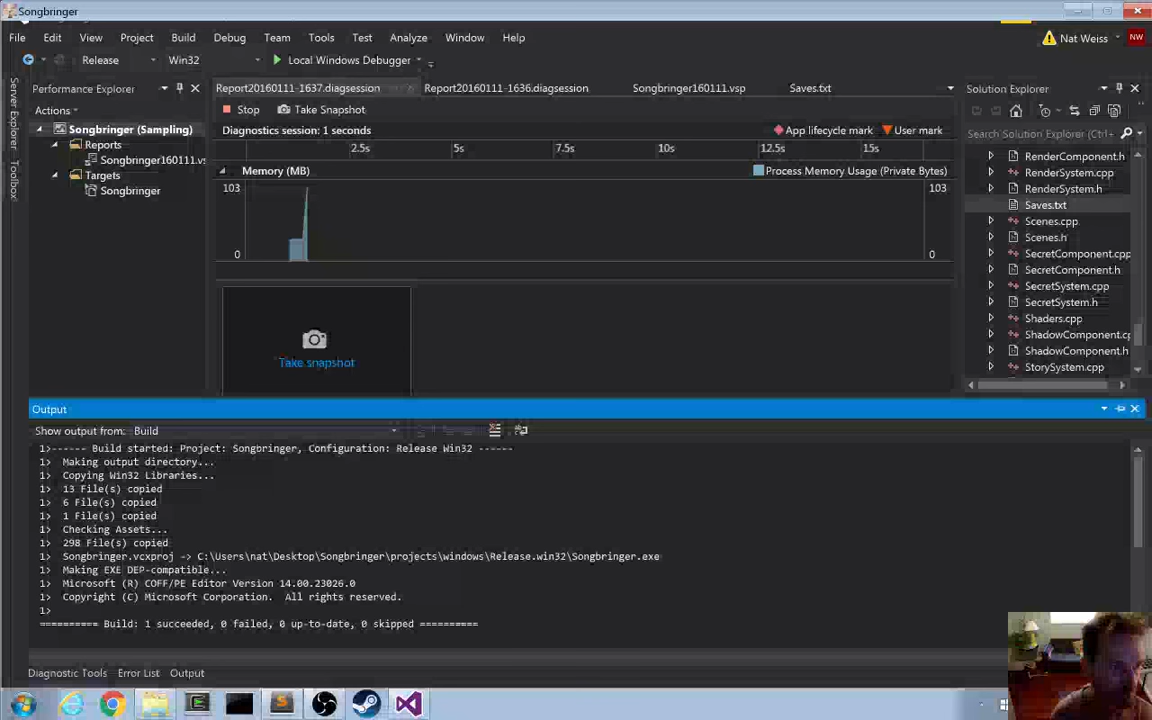 Songbringer
File Edit View Project Build Debug Team Tools Test Analyze Window Help
Nat Weiss NW
Release Win32 Local Windows Debugger
Server Explorer
Toolbox
Performance Explorer
Actions
Songbringer (Sampling)
Reports
Songbringer160111.vs
Targets
Songbringer
Report20160111-1637.diagsession Report20160111-1636.diagsession Songbringer160111.vsp Saves.txt
Stop Take Snapshot
Diagnostics session: 1 seconds App lifecycle mark User mark
2.5s 5s 7.5s 10s 12.5s 15s
Memory (MB) Process Memory Usage (Private Bytes)
103 103
0 0
Take snapshot
Solution Explorer
Search Solution Explorer (Ctrl+
RenderComponent.h
RenderSystem.cpp
RenderSystem.h
Saves.txt
Scenes.cpp
Scenes.h
SecretComponent.cpp
SecretComponent.h
SecretSystem.cpp
SecretSystem.h
Shaders.cpp
ShadowComponent.cp
ShadowComponent.h
StorySystem.cpp
Output
Show output from: Build
1>------ Build started: Project: Songbringer, Configuration: Release Win32 ------
1> Making output directory...
1> Copying Win32 Libraries...
1> 13 File(s) copied
1> 6 File(s) copied
1> 1 File(s) copied
1> Checking Assets...
1> 298 File(s) copied
1> Songbringer.vcxproj -> C:\Users\nat\Desktop\Songbringer\projects\windows\Release.win32\Songbringer.exe
1> Making EXE DEP-compatible...
1> Microsoft (R) COFF/PE Editor Version 14.00.23026.0
1> Copyright (C) Microsoft Corporation. All rights reserved.
1>
========== Build: 1 succeeded, 0 failed, 0 up-to-date, 0 skipped ==========
Diagnostic Tools Error List Output